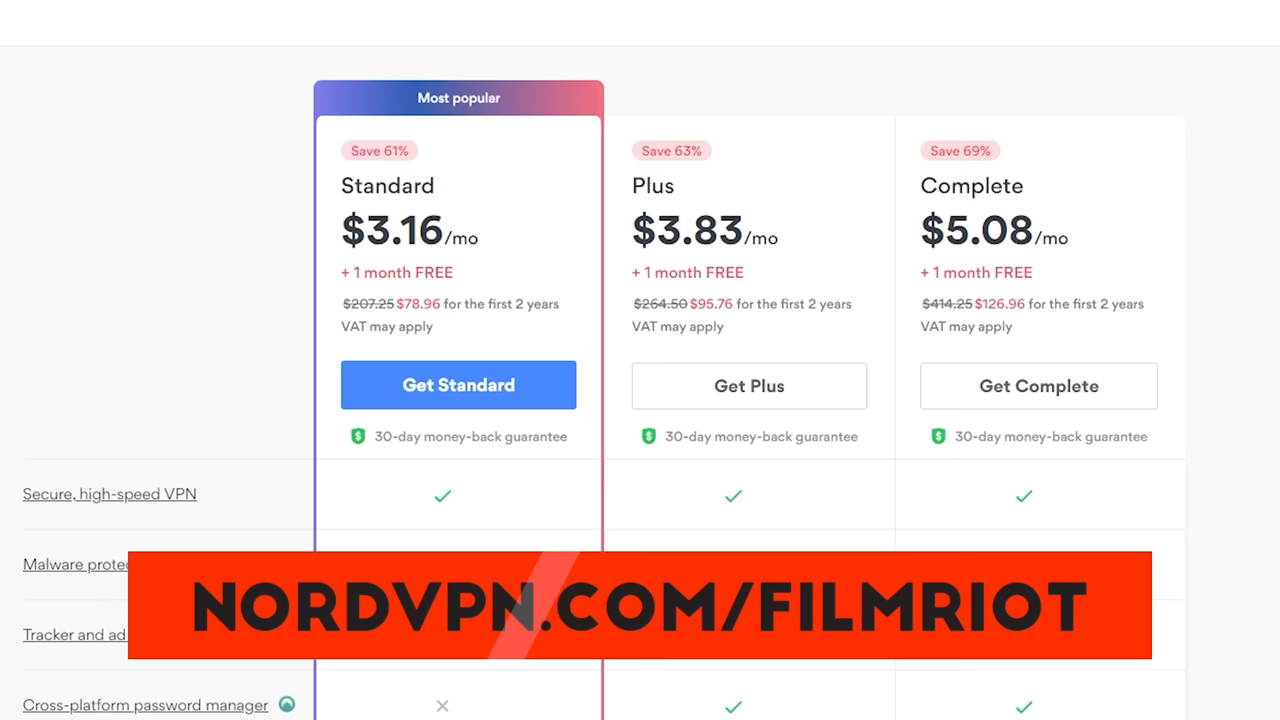 Most popular
Save 61%
Standard
$3.16/mo
+ 1 month FREE
$207.25 $78.96 for the first 2 years
VAT may apply
Get Standard
30-day money-back guarantee
Save 63%
Plus
$3.83/mo
+ 1 month FREE
$264.50 $95.76 for the first 2 years
VAT may apply
Get Plus
30-day money-back guarantee
Save 69%
Complete
$5.08/mo
+ 1 month FREE
$414.25 $126.96 for the first 2 years
VAT may apply
Get Complete
30-day money-back guarantee
Secure, high-speed VPN
Malware
Tracker and ad
Cross-platform password manager
NORDVPN.COM/FILMRIOT